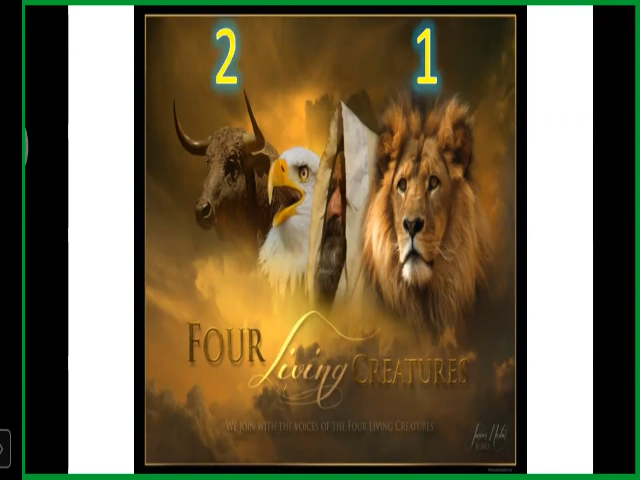 2 1
FOUR Living CREATURES
WE JOIN WITH THE VOICES OF THE FOUR LIVING CREATURES